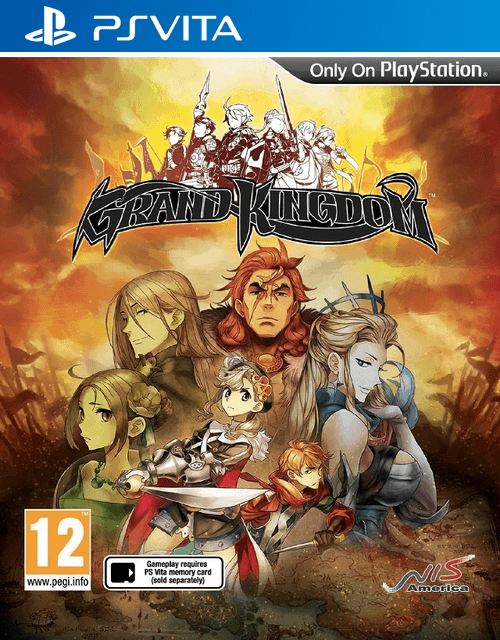 PSVITA
Only On PlayStation®
GRAND KINGDOM™
12
www.pegi.info
Gameplay requires
PS Vita memory card
(sold separately)
NIS
America